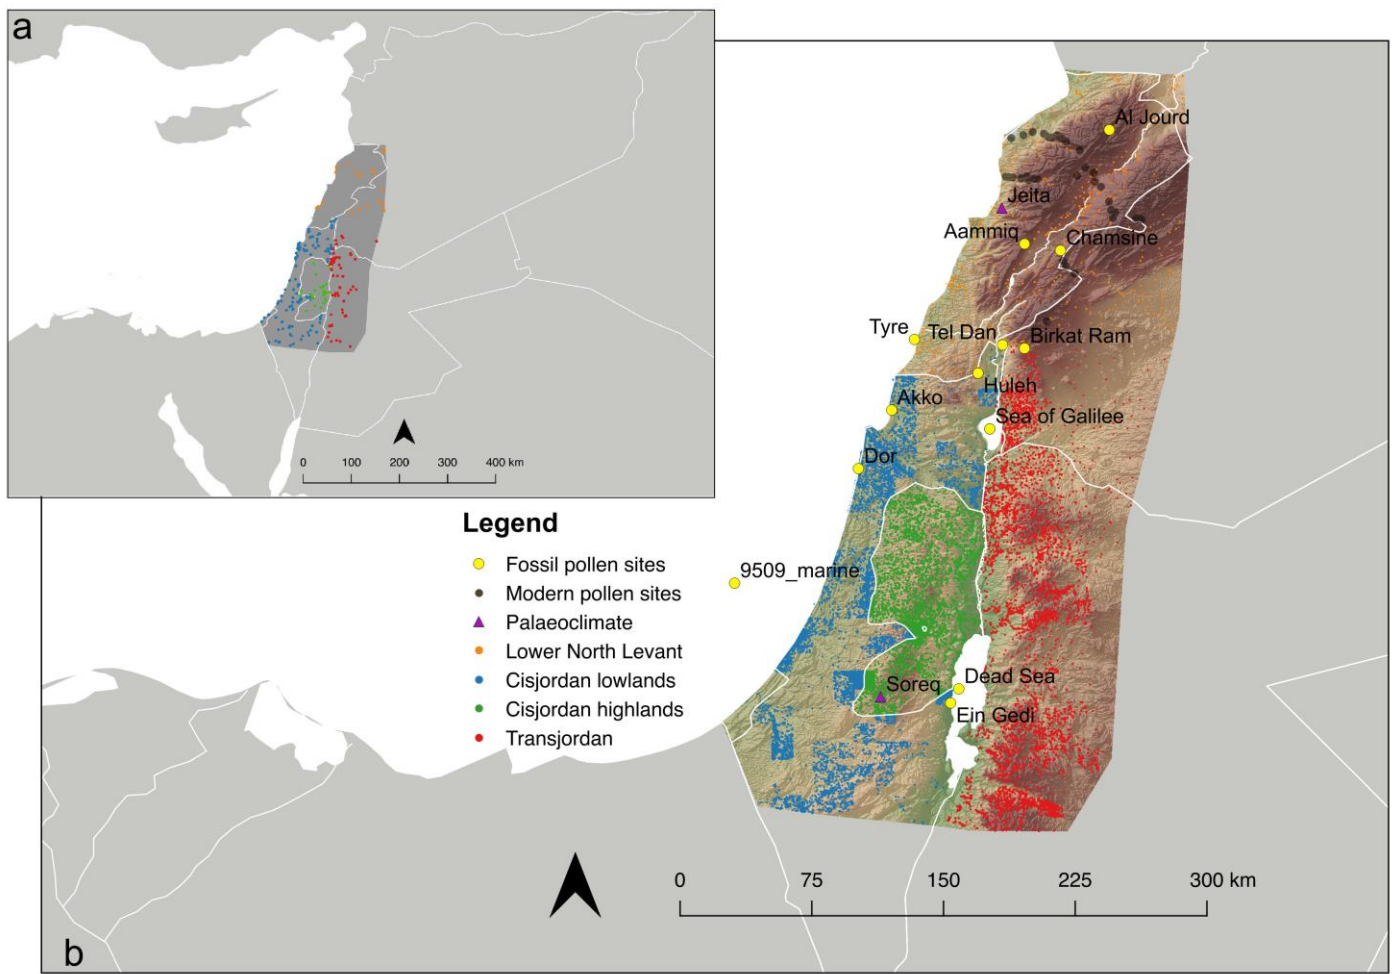 a
0 100 200 300 400 km
Al Jourd
Jeita
Aammiq
Chamsine
Tyre
Tel Dan
Birkat Ram
Huleh
Akko
Sea of Galilee
Dor
9509_marine
Soreq
Dead Sea
Ein Gedi
Legend
Fossil pollen sites
Modern pollen sites
Palaeoclimate
Lower North Levant
Cisjordan lowlands
Cisjordan highlands
Transjordan
0 75 150 225 300 km
b